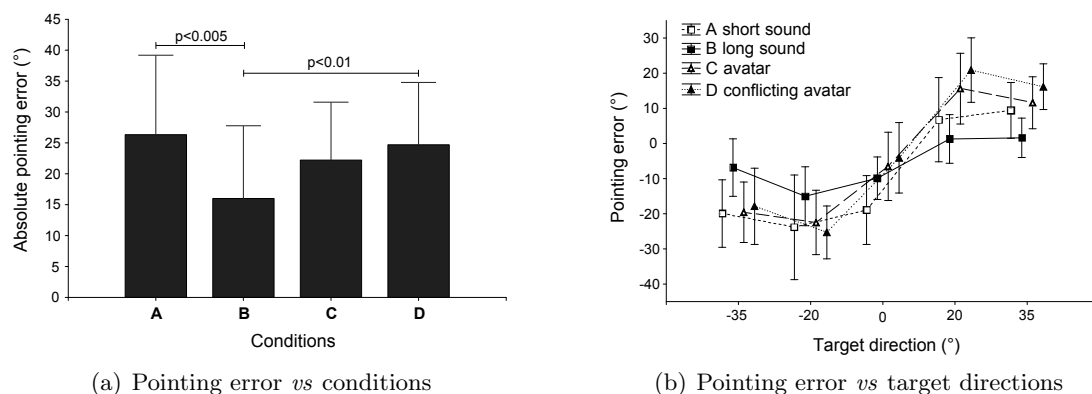 p<0.005
p<0.01
Absolute pointing error (°)
45
40
35
30
25
20
15
10
5
0
A B C D
Conditions
(a) Pointing error vs conditions
A short sound
B long sound
C avatar
D conflicting avatar
Pointing error (°)
30
20
10
0
-10
-20
-30
-40
-35 -20 0 20 35
Target direction (°)
(b) Pointing error vs target directions